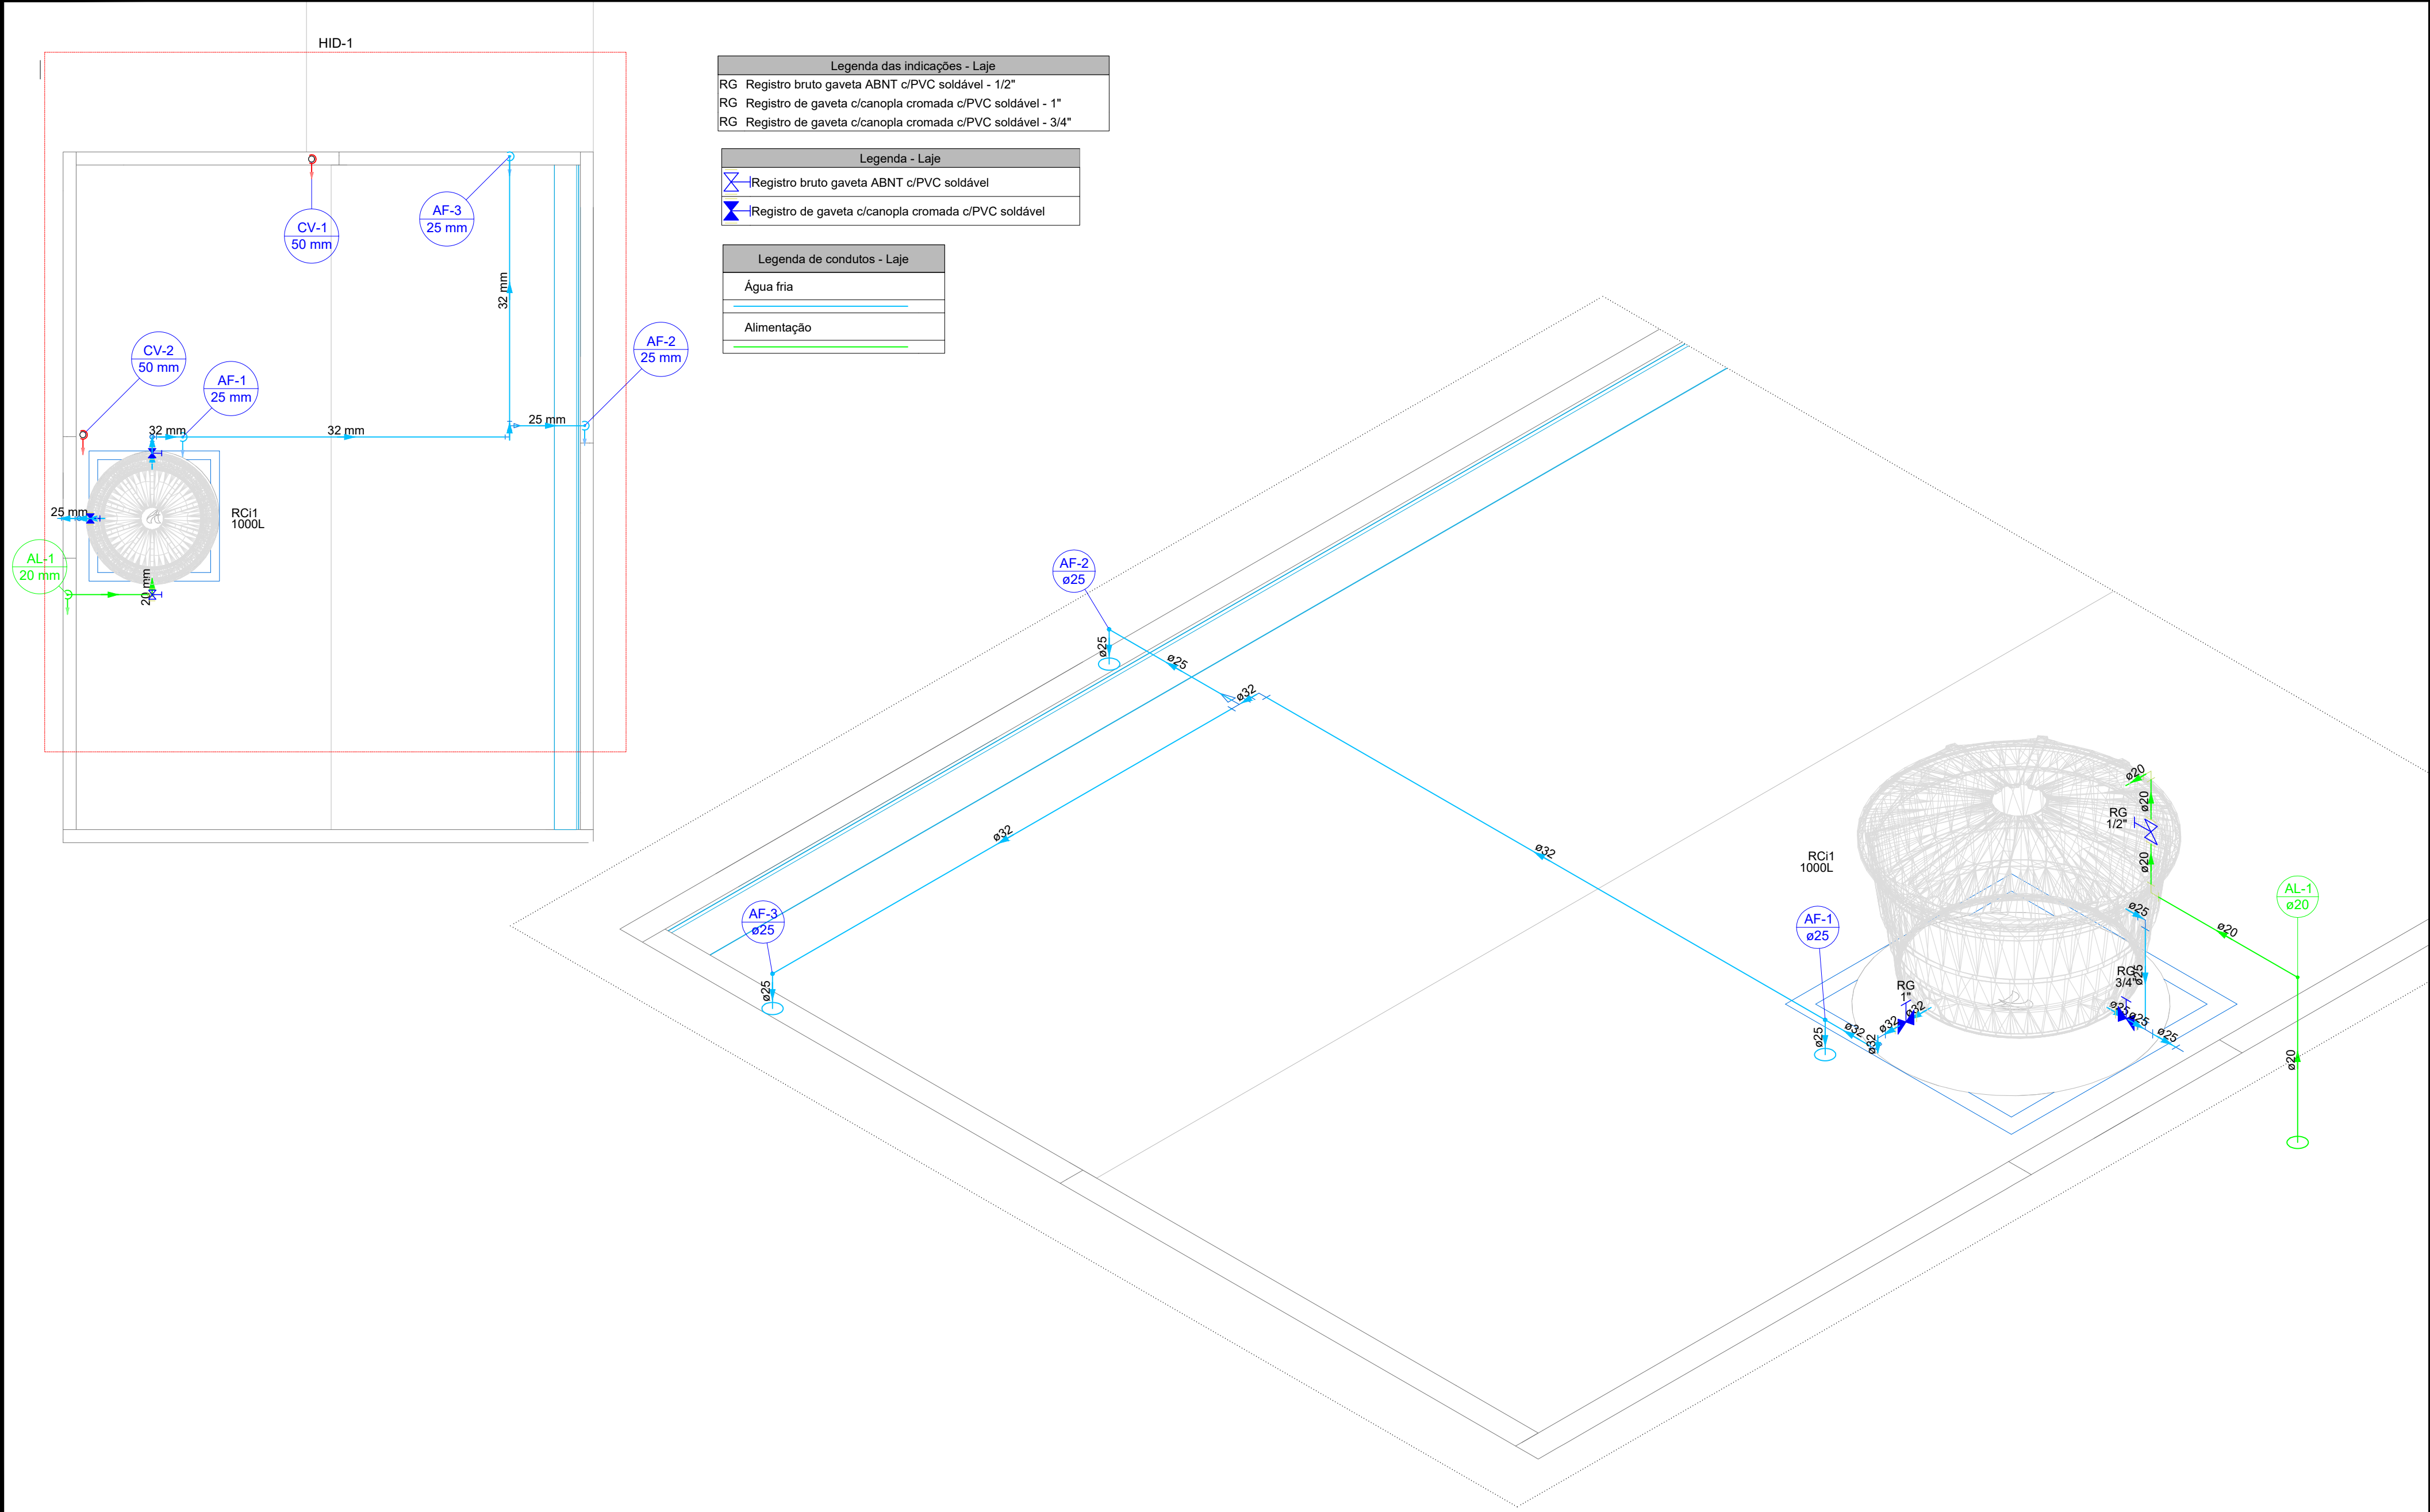 HID-1
CV-1
50 mm
AF-3
25 mm
32 mm
CV-2
50 mm
AF-1
25 mm
AF-2
25 mm
32 mm
32 mm
25 mm
25 mm
RCi1
1000L
AL-1
20 mm
20 mm
Legenda das indicações - Laje
RG Registro bruto gaveta ABNT c/PVC soldável - 1/2"
RG Registro de gaveta c/canopla cromada c/PVC soldável - 1"
RG Registro de gaveta c/canopla cromada c/PVC soldável - 3/4"
Legenda - Laje
Registro bruto gaveta ABNT c/PVC soldável
Registro de gaveta c/canopla cromada c/PVC soldável
Legenda de condutos - Laje
Água fria
Alimentação
AF-2
ø25
ø25
ø25
ø32
ø32
ø32
AF-3
ø25
ø25
RCi1
1000L
AF-1
ø25
ø25
ø32
ø32
ø32
ø32
RG
1"
RG
1/2"
ø20
ø20
ø20
ø25
ø25
RG
3/4"
ø25
ø25
ø25
ø20
AL-1
ø20
ø20